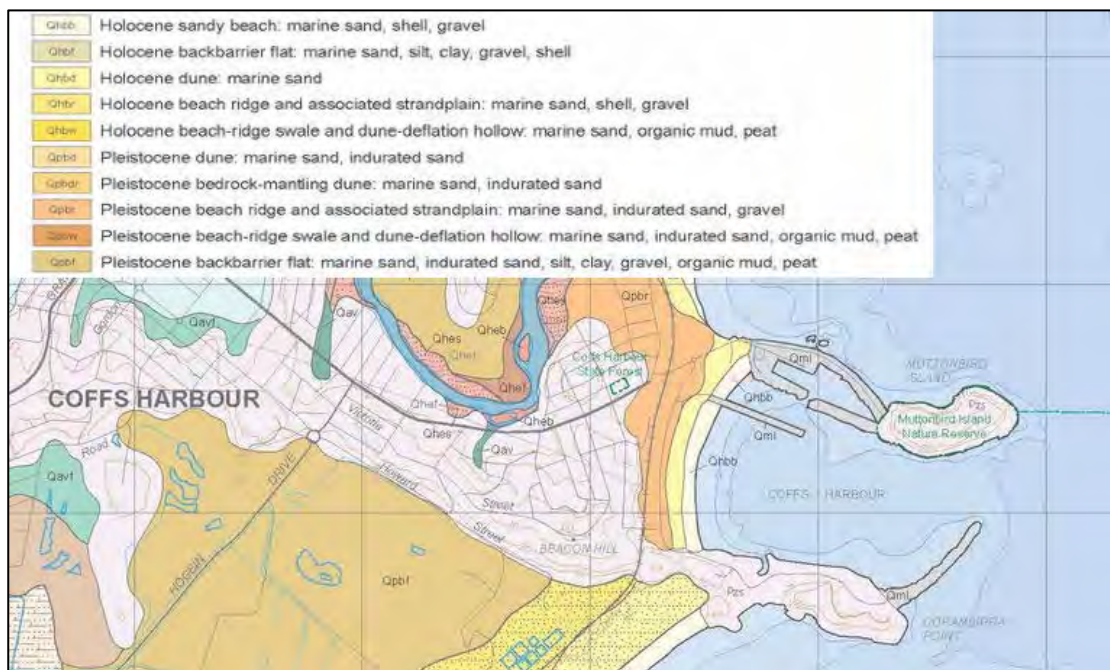 Qhbb Holocene sandy beach: marine sand, shell, gravel
Qhbf Holocene backbarrier flat: marine sand, silt, clay, gravel, shell
Qhbd Holocene dune: marine sand
Qhbr Holocene beach ridge and associated strandplain: marine sand, shell, gravel
Qhbw Holocene beach-ridge swale and dune-deflation hollow: marine sand, organic mud, peat
Qpbd Pleistocene dune: marine sand, indurated sand
Qpbdr Pleistocene bedrock-mantling dune: marine sand, indurated sand
Qpbr Pleistocene beach ridge and associated strandplain: marine sand, indurated sand, gravel
Qpbw Pleistocene beach-ridge swale and dune-deflation hollow: marine sand, indurated sand, organic mud, peat
Qpbf Pleistocene backbarrier flat: marine sand, indurated sand, silt, clay, gravel, organic mud, peat
Qav
Qhes
Qpbr
Qavf
Qhes
Qheb
Qhef
Coffs Harbour
State Forest
Qml
MUTTONBIRD
ISLAND
COFFS HARBOUR
Qhef
Qhef
Qhbb
Pzs
Muttonbird Island
Nature Reserve
Victoria
Qhes
Qheb
Qml
Road
Qav
Qhbb
Qavf
DRIVE
Howard
Street
COFFS HARBOUR
Street
BEACON HILL
HOGBIN
Qpbf
Pzs
Qml
CORAMBIRRA
POINT